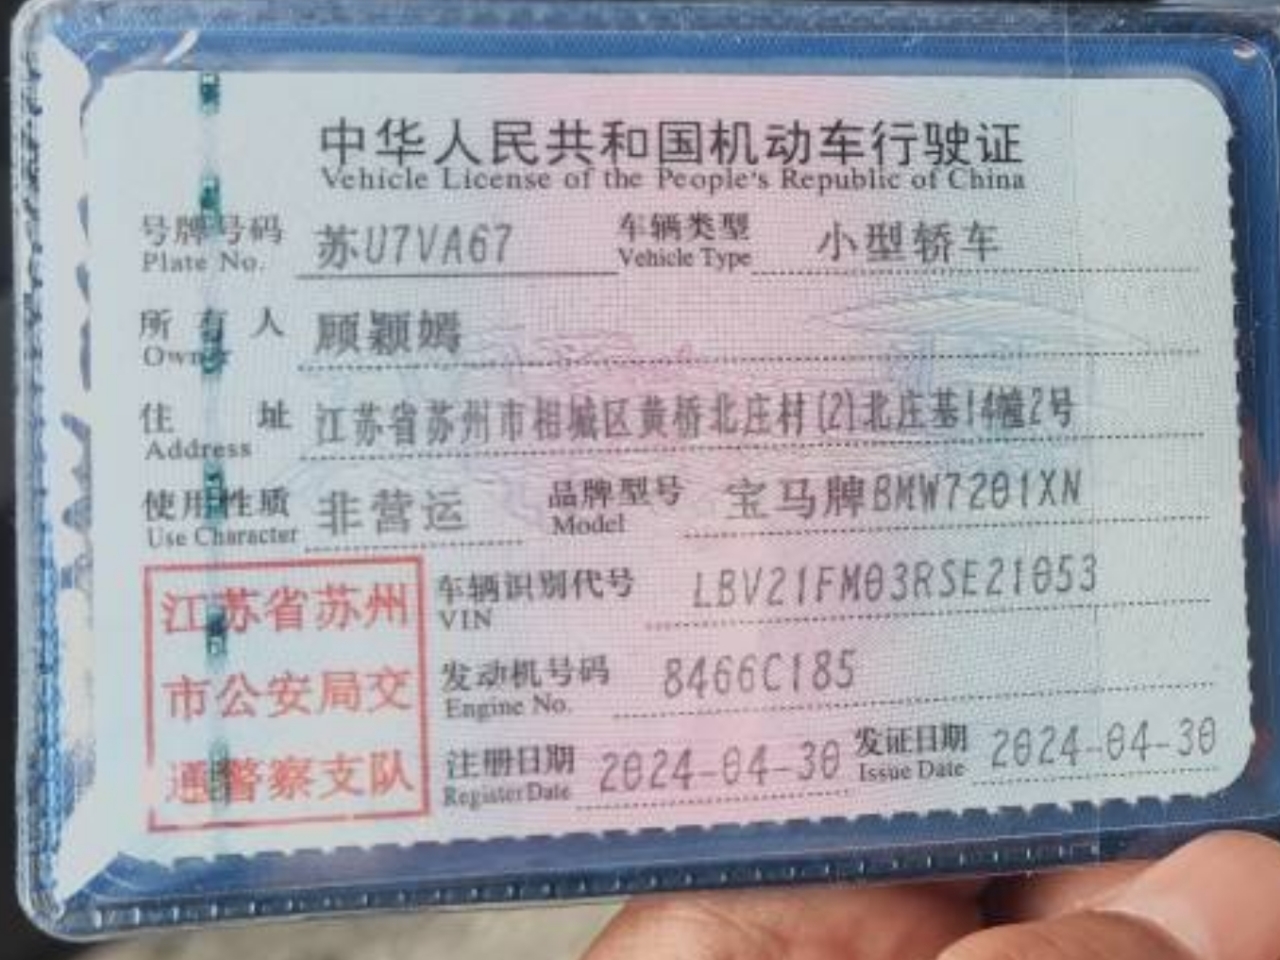 中华人民共和国机动车行驶证
Vehicle License of the People's Republic of China
号牌号码 苏U7VA67 车辆类型 小型轿车
Plate No. Vehicle Type
所有人 顾颖嫣
Owner
住址 江苏省苏州市相城区黄桥北庄村(2)北庄基14幢2号
Address
使用性质 非营运 品牌型号 宝马牌BMW7201XN
Use Character Model
江苏省苏州
市公安局交
通警察支队
车辆识别代号 LBV21FM03RSE21053
VIN
发动机号码 8466C185
Engine No.
注册日期 2024-04-30 发证日期 2024-04-30
Register Date Issue Date